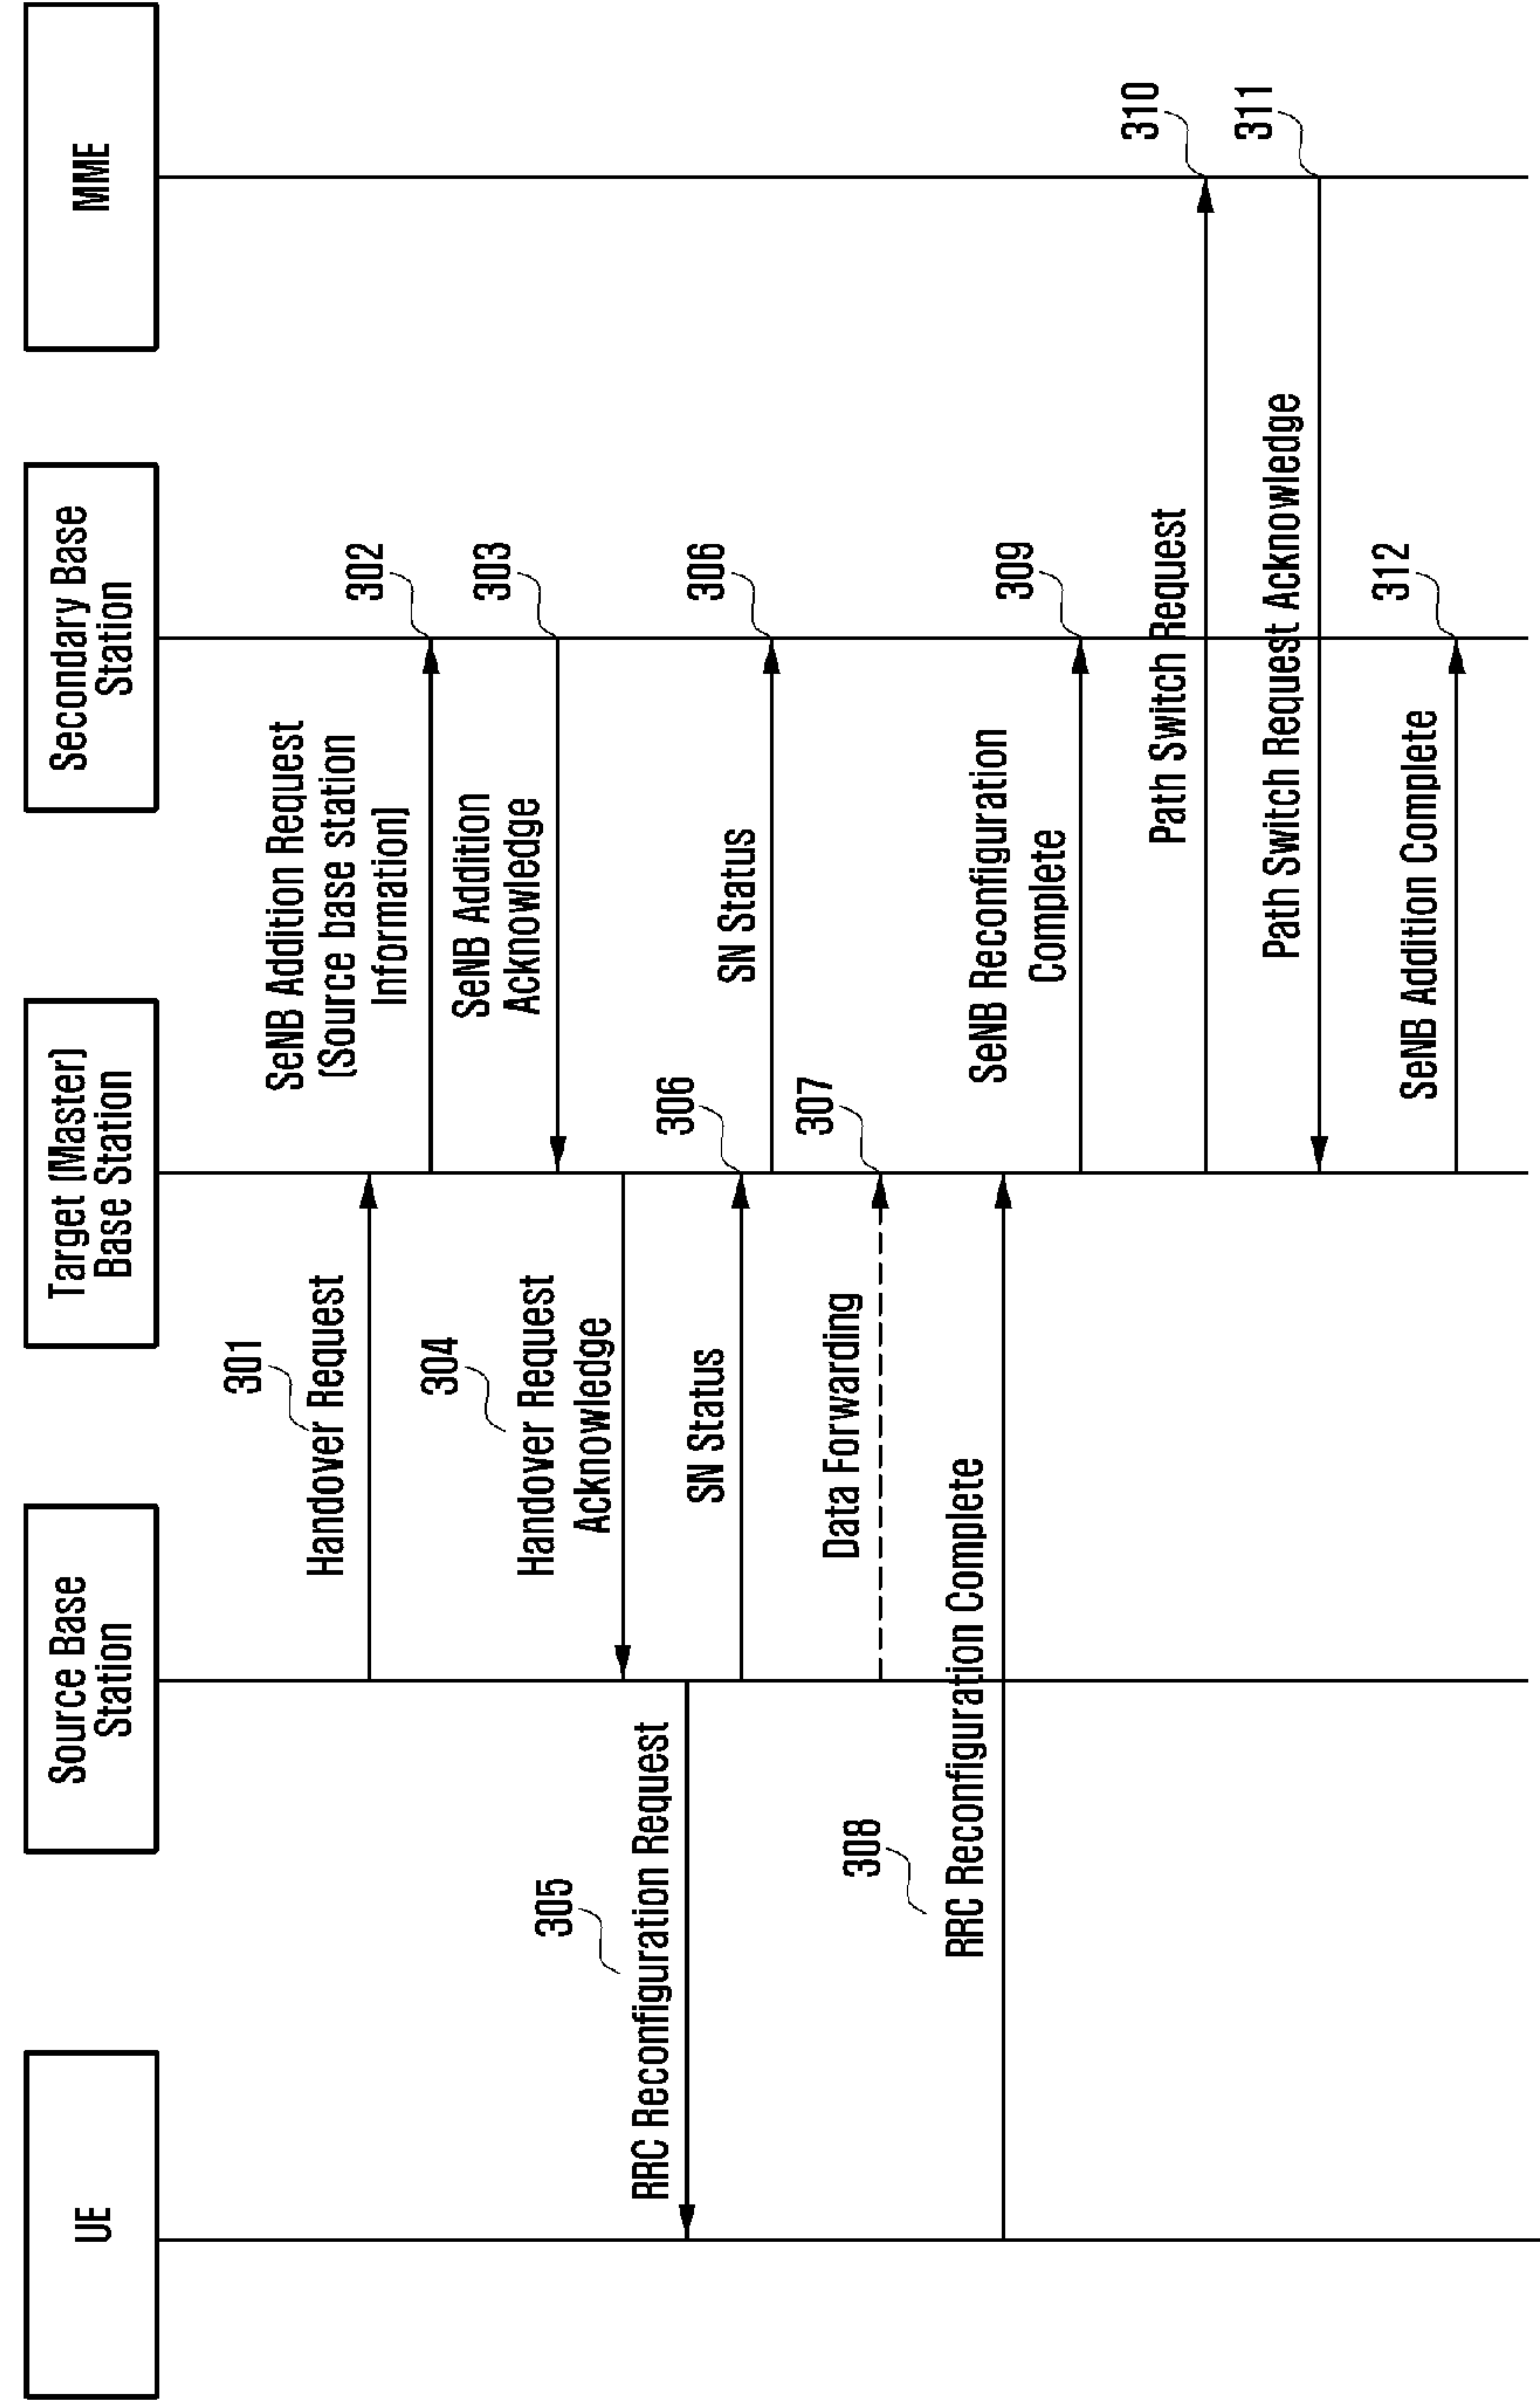 UE
Source Base
Station
Target (Master)
Base Station
Secondary Base
Station
MME
301
Handover Request
302
SeNB Addition Request
(Source base station
Information)
303
SeNB Addition
Acknowledge
304
Handover Request
Acknowledge
305
RRC Reconfiguration Request
306
SN Status
306
SN Status
307
Data Forwarding
308
RRC Reconfiguration Complete
309
SeNB Reconfiguration
Complete
310
Path Switch Request
311
Path Switch Request Acknowledge
312
SeNB Addition Complete